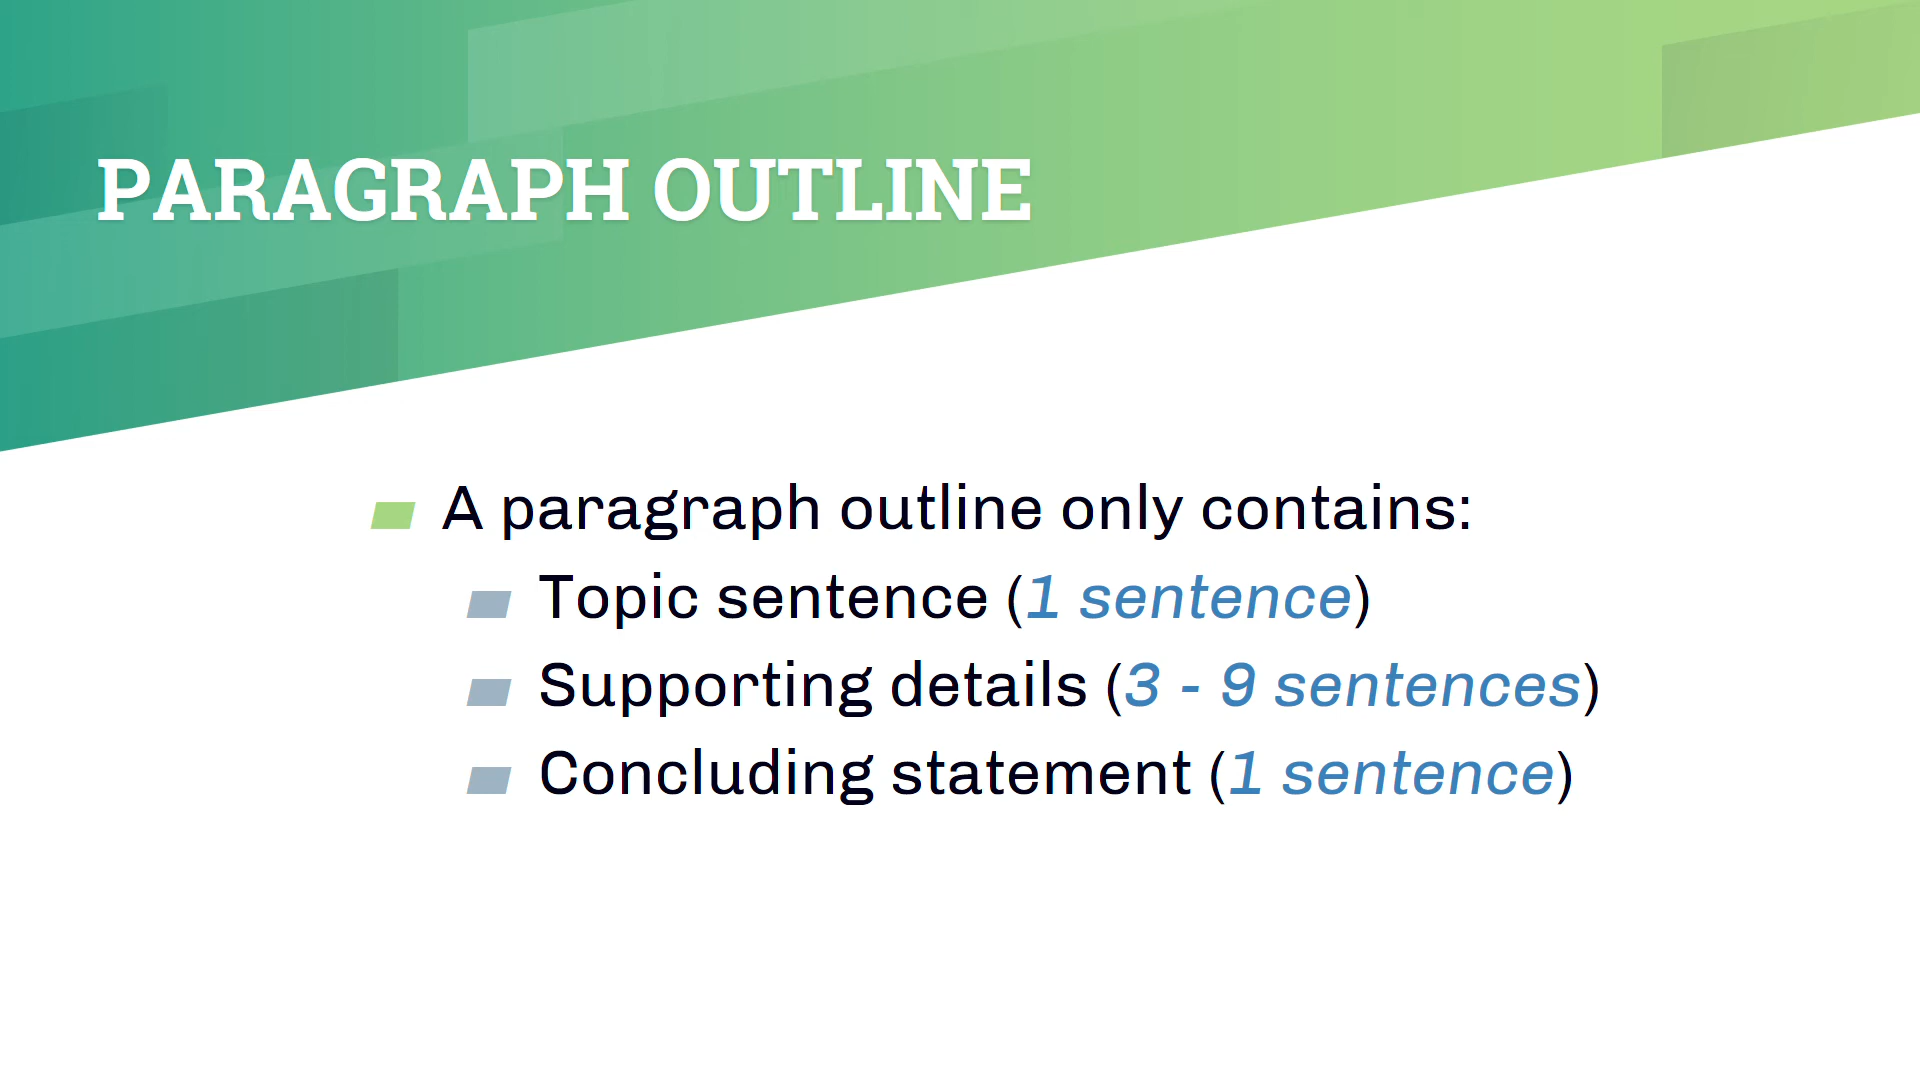 PARAGRAPH OUTLINE
A paragraph outline only contains:
Topic sentence (1 sentence)
Supporting details (3 - 9 sentences)
Concluding statement (1 sentence)